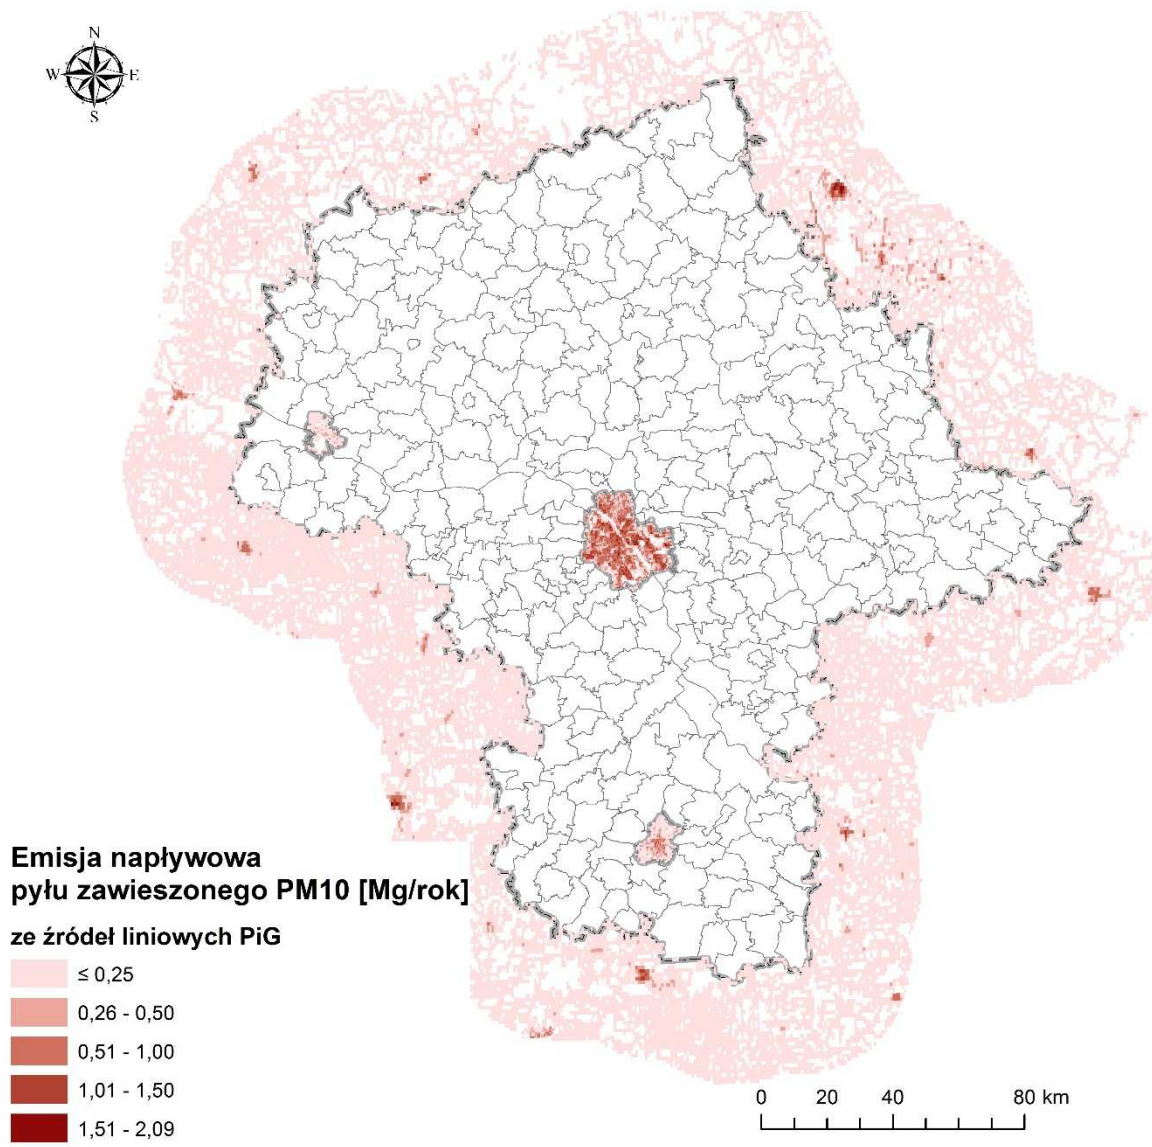 N
W E
S
Emisja napływowa
pyłu zawieszonego PM10 [Mg/rok]
ze źródeł liniowych PiG
≤ 0,25
0,26 - 0,50
0,51 - 1,00
1,01 - 1,50
1,51 - 2,09
0 20 40 80 km